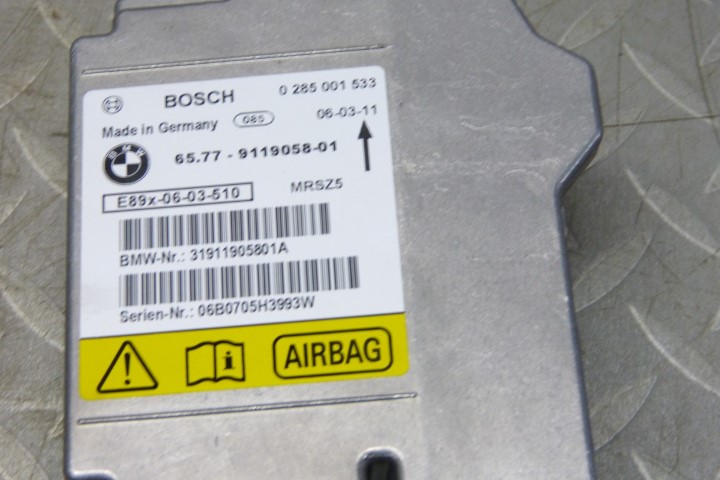 BOSCH 0 285 001 533
Made in Germany 085 06-03-11
BMW 65.77 - 9119058-01
E89x-06-03-510 MRSZ5
BMW-Nr.: 31911905801A
Serien-Nr.: 06B0705H3993W
! i AIRBAG